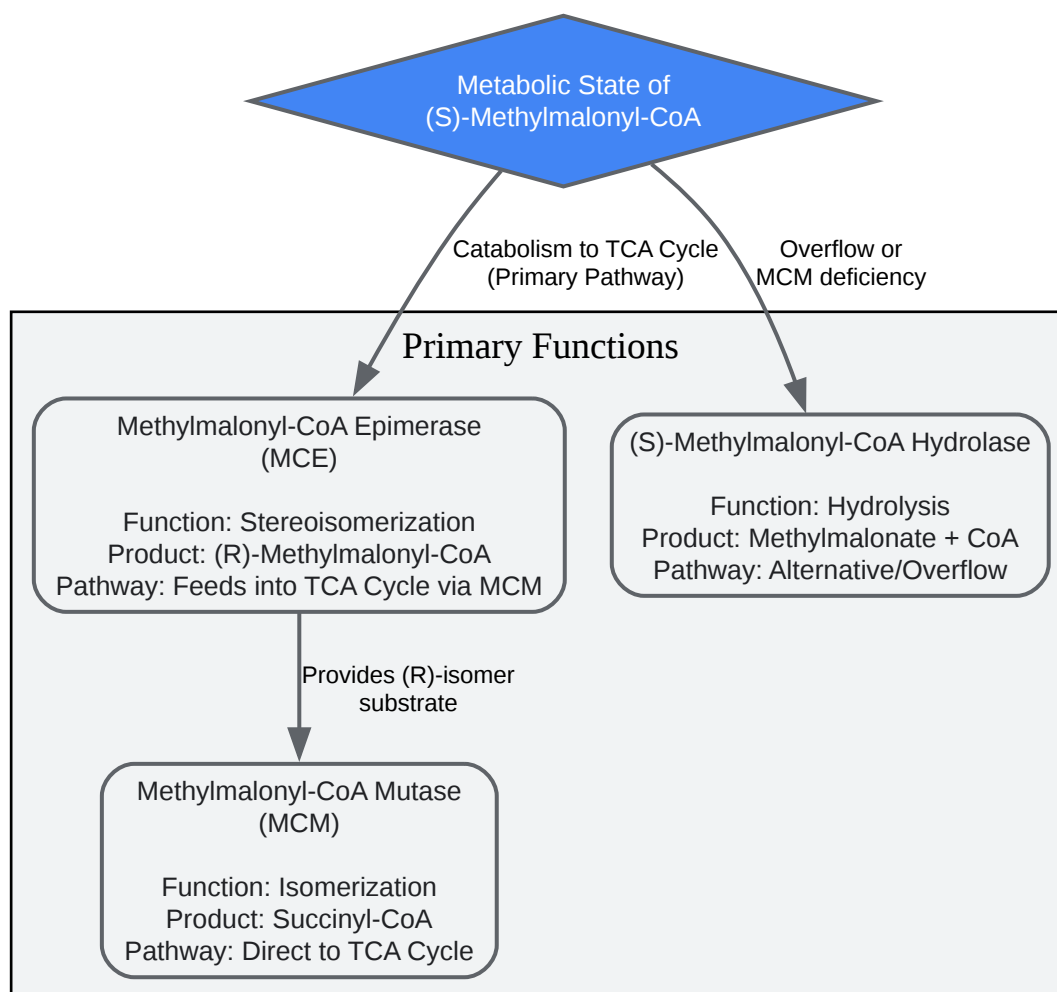 Metabolic State of
(S)-Methylmalonyl-CoA
Catabolism to TCA Cycle
(Primary Pathway)
Overflow or
MCM deficiency
Primary Functions
Methylmalonyl-CoA Epimerase
(MCE)
Function: Stereoisomerization
Product: (R)-Methylmalonyl-CoA
Pathway: Feeds into TCA Cycle via MCM
(S)-Methylmalonyl-CoA Hydrolase
Function: Hydrolysis
Product: Methylmalonate + CoA
Pathway: Alternative/Overflow
Provides (R)-isomer
substrate
Methylmalonyl-CoA Mutase
(MCM)
Function: Isomerization
Product: Succinyl-CoA
Pathway: Direct to TCA Cycle